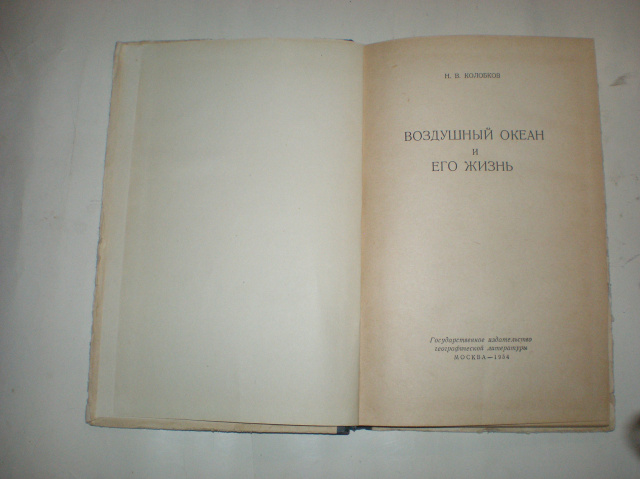 Н. В. КОЛОБКОВ
ВОЗДУШНЫЙ ОКЕАН
И
ЕГО ЖИЗНЬ
Государственное издательство
географической литературы
МОСКВА—1954